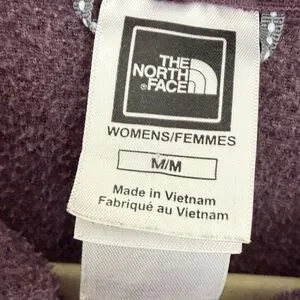 THE
NORTH
FACE
WOMENS/FEMMES
M/M
Made in Vietnam
Fabriqué au Vietnam